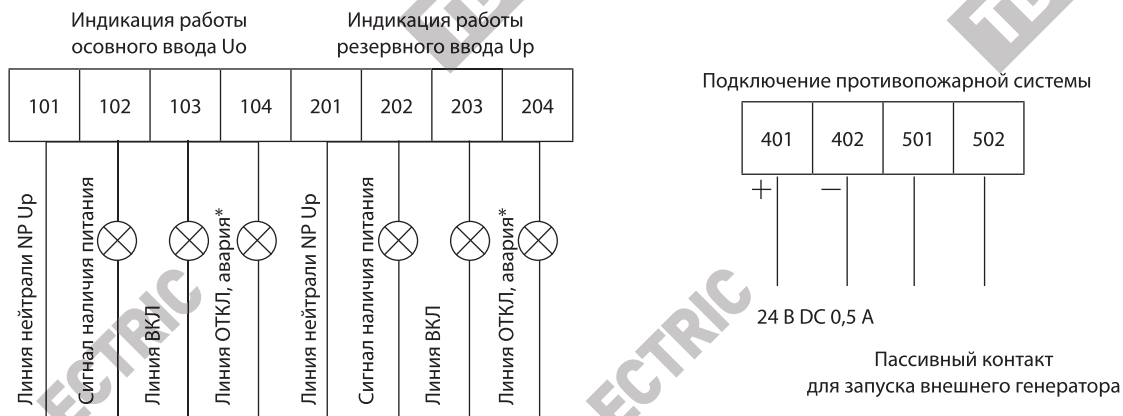 Индикация работы
осовного ввода Uo
Индикация работы
резервного ввода Up
101 102 103 104 201 202 203 204
Линия нейтрали NP Up
Сигнал наличия питания
Линия ВКЛ
Линия ОТКЛ, авария*
Линия нейтрали NP Up
Сигнал наличия питания
Линия ВКЛ
Линия ОТКЛ, авария*
Подключение противопожарной системы
401 402 501 502
+ −
24 В DC 0,5 А
Пассивный контакт
для запуска внешнего генератора
ECTRIC
ECTRIC